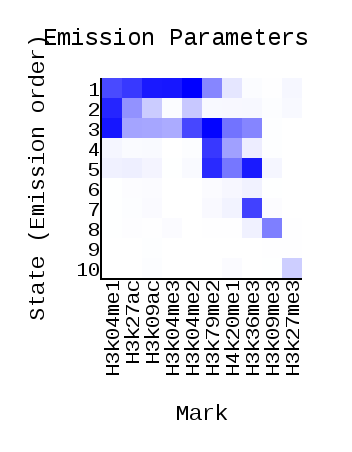 Emission Parameters
State (Emission order)
1
2
3
4
5
6
7
8
9
10
H3k04me1
H3k27ac
H3k09ac
H3k04me3
H3k04me2
H3k79me2
H4k20me1
H3k36me3
H3k09me3
H3k27me3
Mark